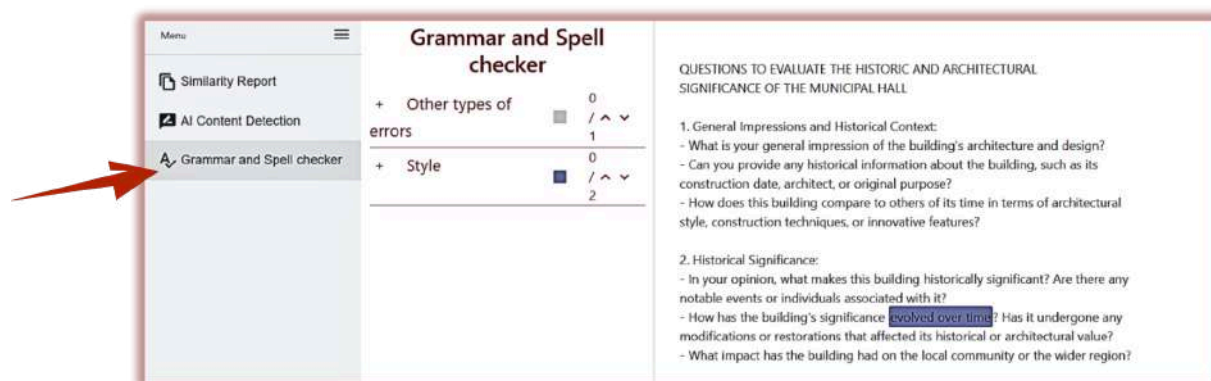 Menu
Similarity Report
AI Content Detection
Grammar and Spell checker
Grammar and Spell
checker
+ Other types of
errors
0
/
1
+ Style
0
/
2
QUESTIONS TO EVALUATE THE HISTORIC AND ARCHITECTURAL
SIGNIFICANCE OF THE MUNICIPAL HALL
1. General Impressions and Historical Context:
- What is your general impression of the building's architecture and design?
- Can you provide any historical information about the building, such as its
construction date, architect, or original purpose?
- How does this building compare to others of its time in terms of architectural
style, construction techniques, or innovative features?
2. Historical Significance:
- In your opinion, what makes this building historically significant? Are there any
notable events or individuals associated with it?
- How has the building's significance evolved over time? Has it undergone any
modifications or restorations that affected its historical or architectural value?
- What impact has the building had on the local community or the wider region?